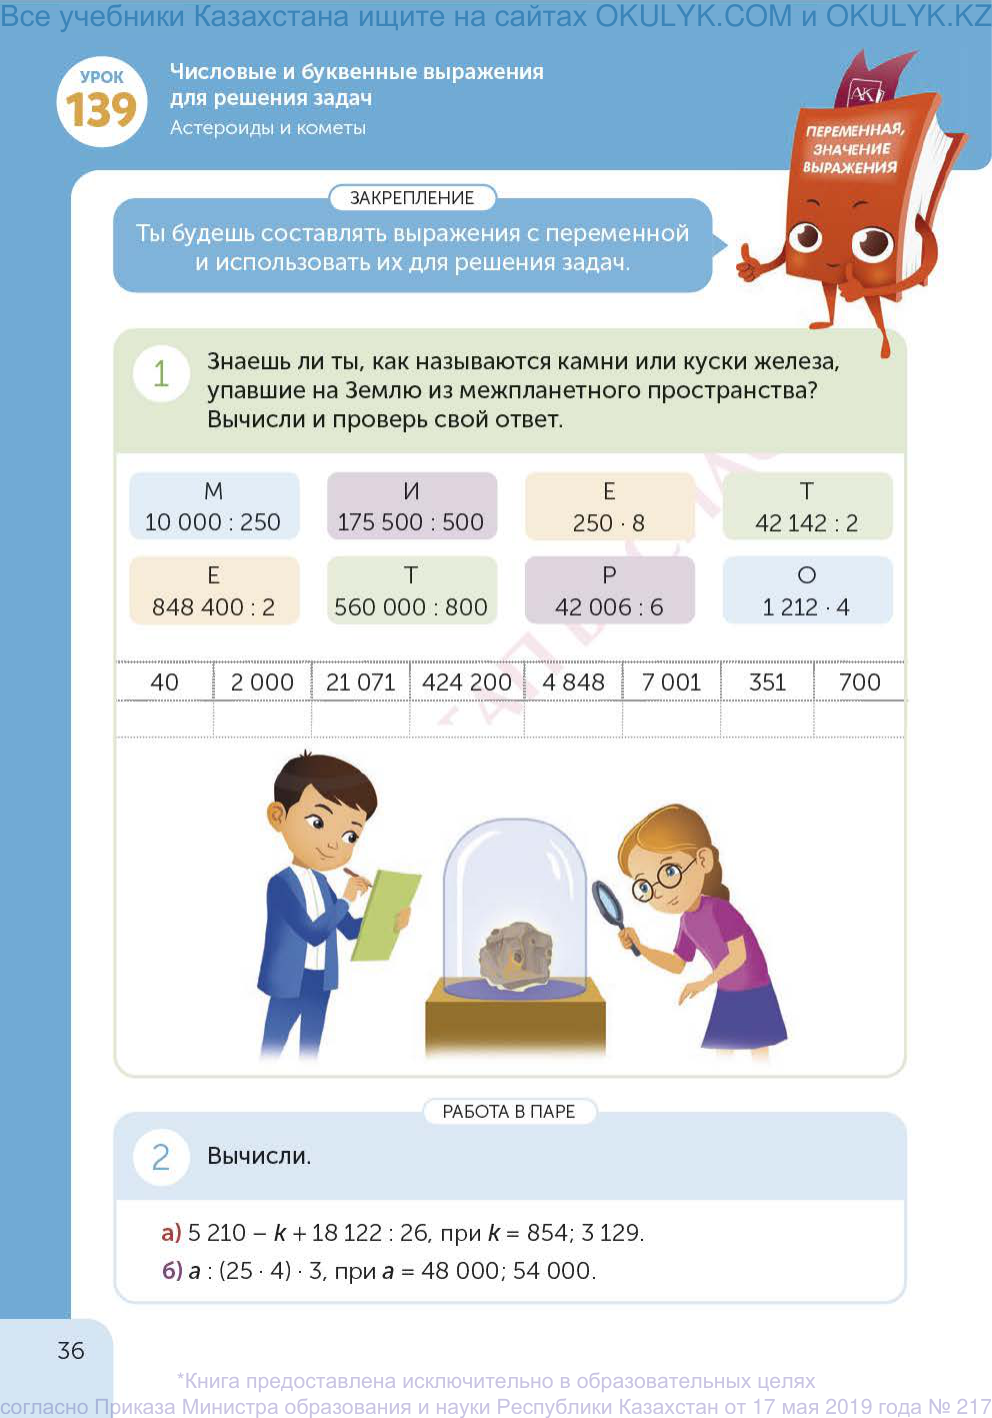 Все учебники Казахстана ищите на сайтах OKULYK.COM и OKULYK.KZ
УРОК
139
Числовые и буквенные выражения
для решения задач
Астероиды и кометы
АК
ПЕРЕМЕННАЯ,
ЗНАЧЕНИЕ
ВЫРАЖЕНИЯ
ЗАКРЕПЛЕНИЕ
Ты будешь составлять выражения с переменной
и использовать их для решения задач.
1
Знаешь ли ты, как называются камни или куски железа,
упавшие на Землю из межпланетного пространства?
Вычисли и проверь свой ответ.
М И Е Т
10 000 : 250 175 500 : 500 250 · 8 42 142 : 2
Е Т Р О
848 400 : 2 560 000 : 800 42 006 : 6 1 212 · 4
40 2 000 21 071 424 200 4 848 7 001 351 700
РАБОТА В ПАРЕ
2 Вычисли.
а) 5 210 – k + 18 122 : 26, при k = 854; 3 129.
б) a : (25 · 4) · 3, при a = 48 000; 54 000.
36
*Книга предоставлена исключительно в образовательных целях
согласно Приказа Министра образования и науки Республики Казахстан от 17 мая 2019 года № 217